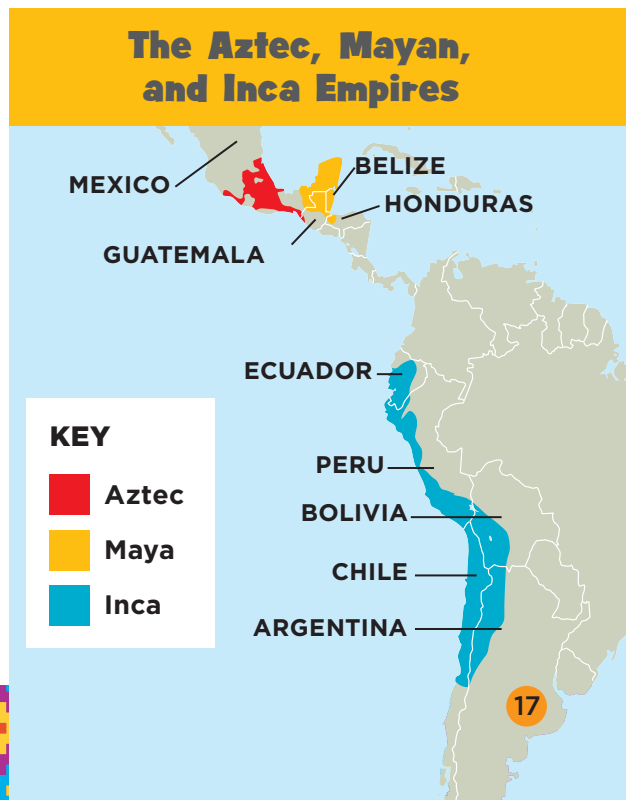 The Aztec, Mayan,
and Inca Empires
MEXICO
BELIZE
HONDURAS
GUATEMALA
ECUADOR
PERU
BOLIVIA
CHILE
ARGENTINA
KEY
Aztec
Maya
Inca
17